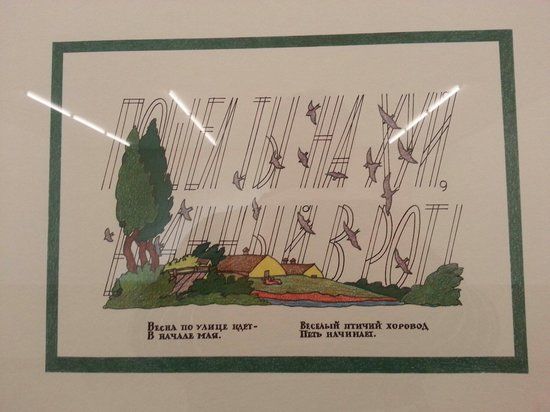 ПОШЕЛ ТЫ НА ХУЙ,
В РОТ!
Весна по улице идет-
В начале мая.
Веселый птичий хоровод
Петь начинает.